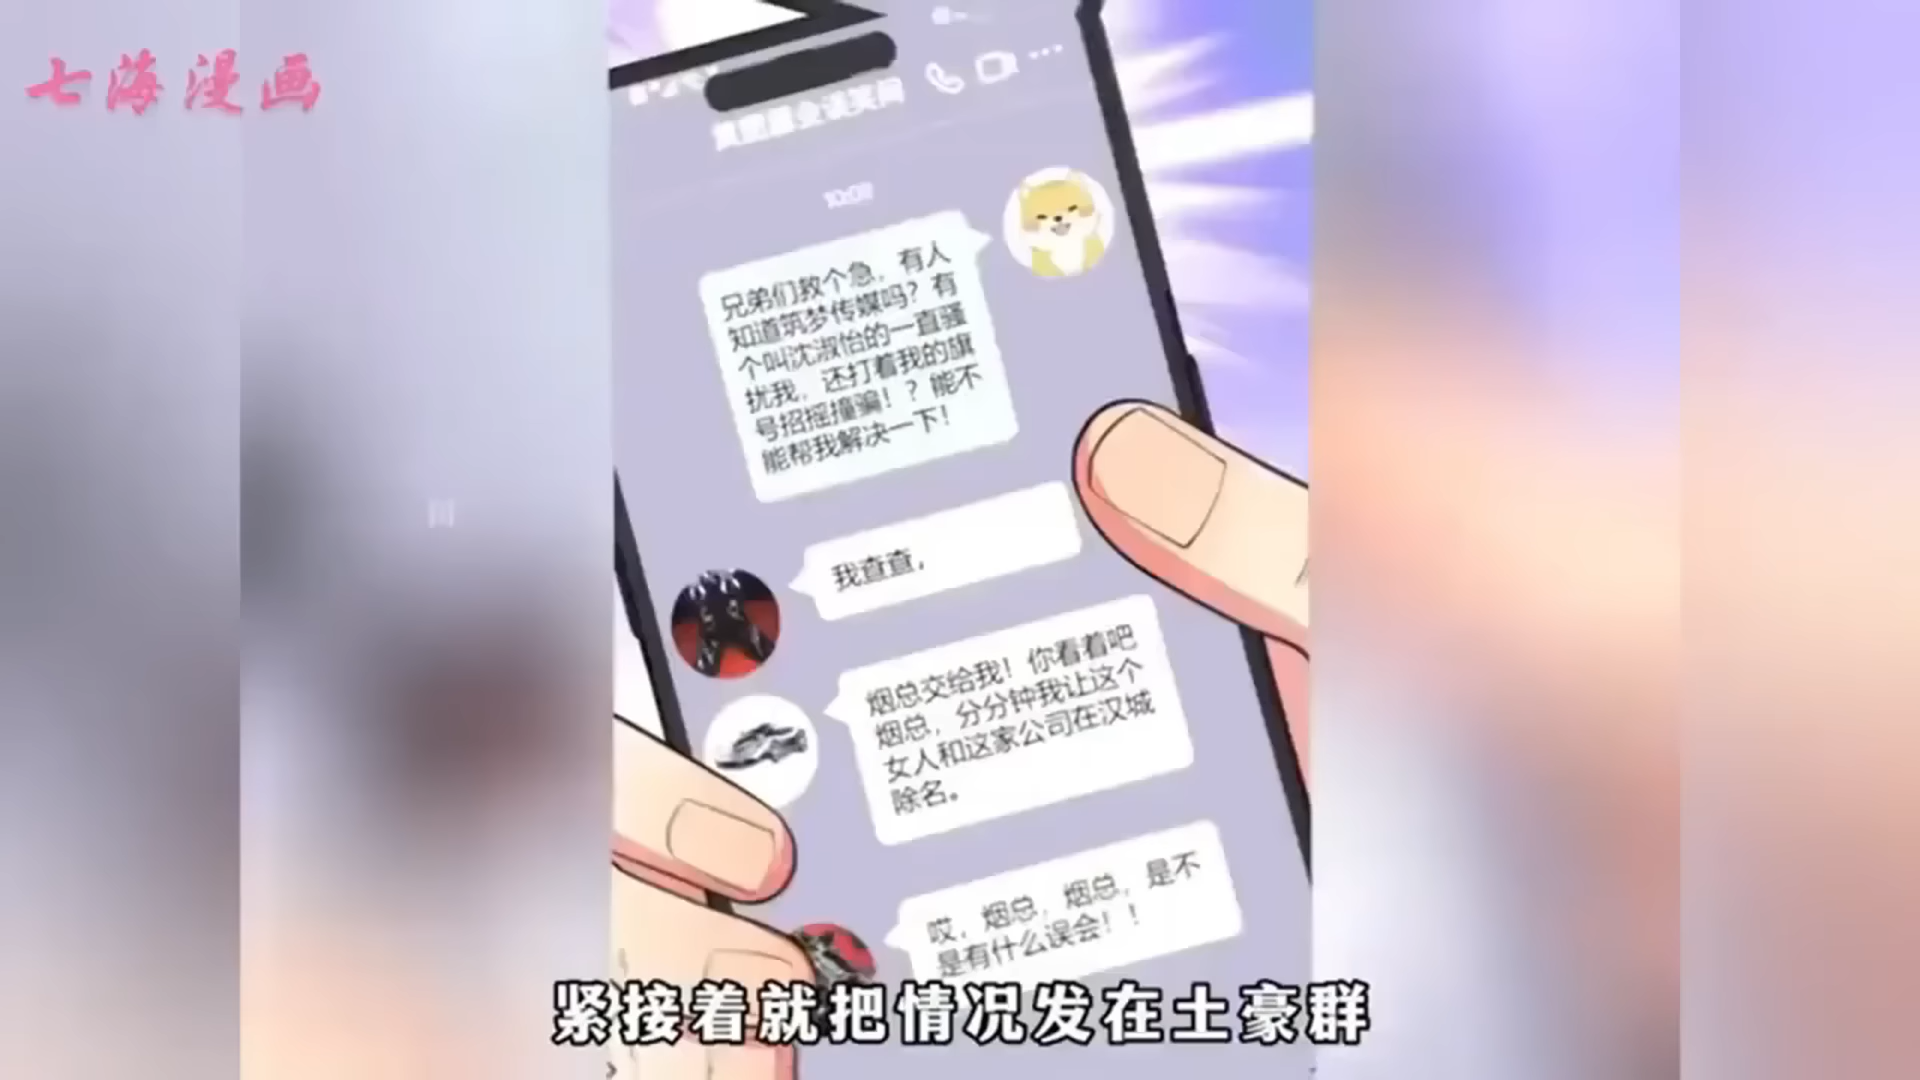 七海漫画
10:08
兄弟们救个急，有人
知道筑梦传媒吗？有
个叫沈淑怡的一直骚
扰我，还打着我的旗
号招摇撞骗！？能不
能帮我解决一下！
我查查，
烟总交给我！你看着吧
烟总，分分钟我让这个
女人和这家公司在汉城
除名。
哎，烟总，烟总，是不
是有什么误会！！
紧接着就把情况发在土豪群